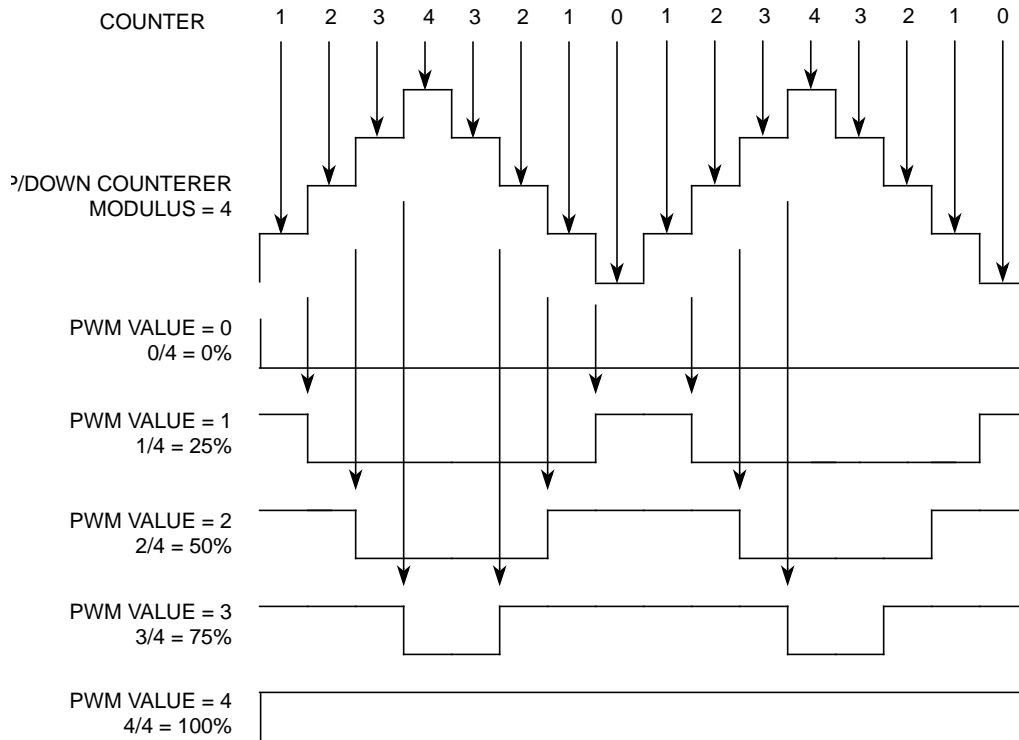 COUNTER 1 2 3 4 3 2 1 0 1 2 3 4 3 2 1 0
P/DOWN COUNTERER
MODULUS = 4
PWM VALUE = 0
0/4 = 0%
PWM VALUE = 1
1/4 = 25%
PWM VALUE = 2
2/4 = 50%
PWM VALUE = 3
3/4 = 75%
PWM VALUE = 4
4/4 = 100%